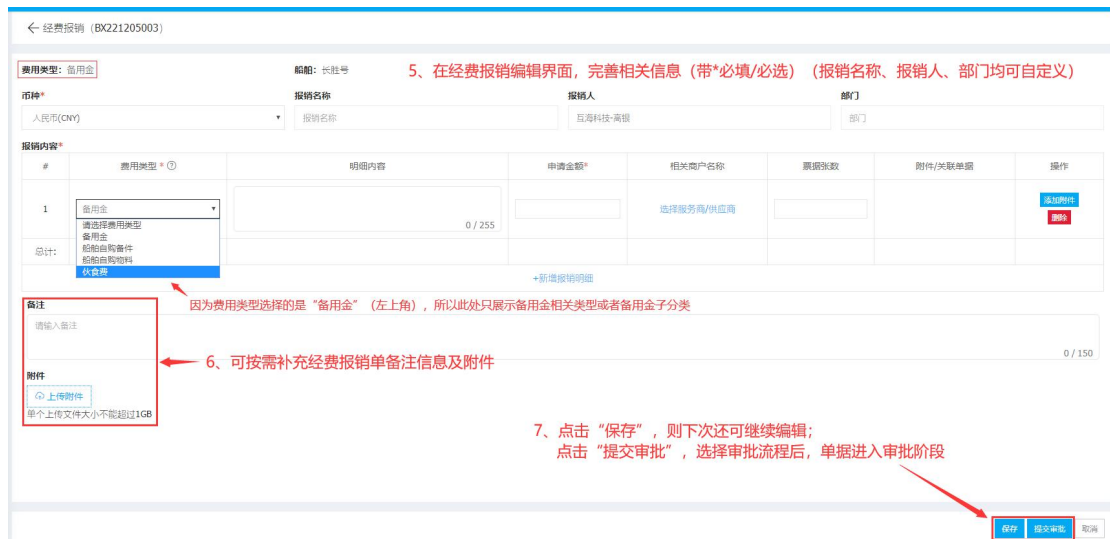 ← 经费报销（BX221205003）
费用类型：备用金
船舶：长胜号
5、在经费报销编辑界面，完善相关信息（带*必填/必选）（报销名称、报销人、部门均可自定义）
币种* 报销名称 报销人 部门
人民币(CNY) 报销名称 互海科技-高银 部门
报销内容*
# 费用类型 * ? 明细内容 申请金额* 相关商户名称 票据张数 附件/关联单据 操作
1 备用金 0 / 255 选择服务商/供应商 添加附件
删除
请选择费用类型
备用金
船舶自购备件
船舶自购物料
伙食费
总计：
+新增报销明细
因为费用类型选择的是“备用金”（左上角），所以此处只展示备用金相关类型或者备用金子分类
备注
请输入备注
0 / 150
6、可按需补充经费报销单备注信息及附件
附件
上传附件
单个上传文件大小不能超过1GB
7、点击“保存”，则下次还可继续编辑；
点击“提交审批”，选择审批流程后，单据进入审批阶段
保存 提交审批 取消